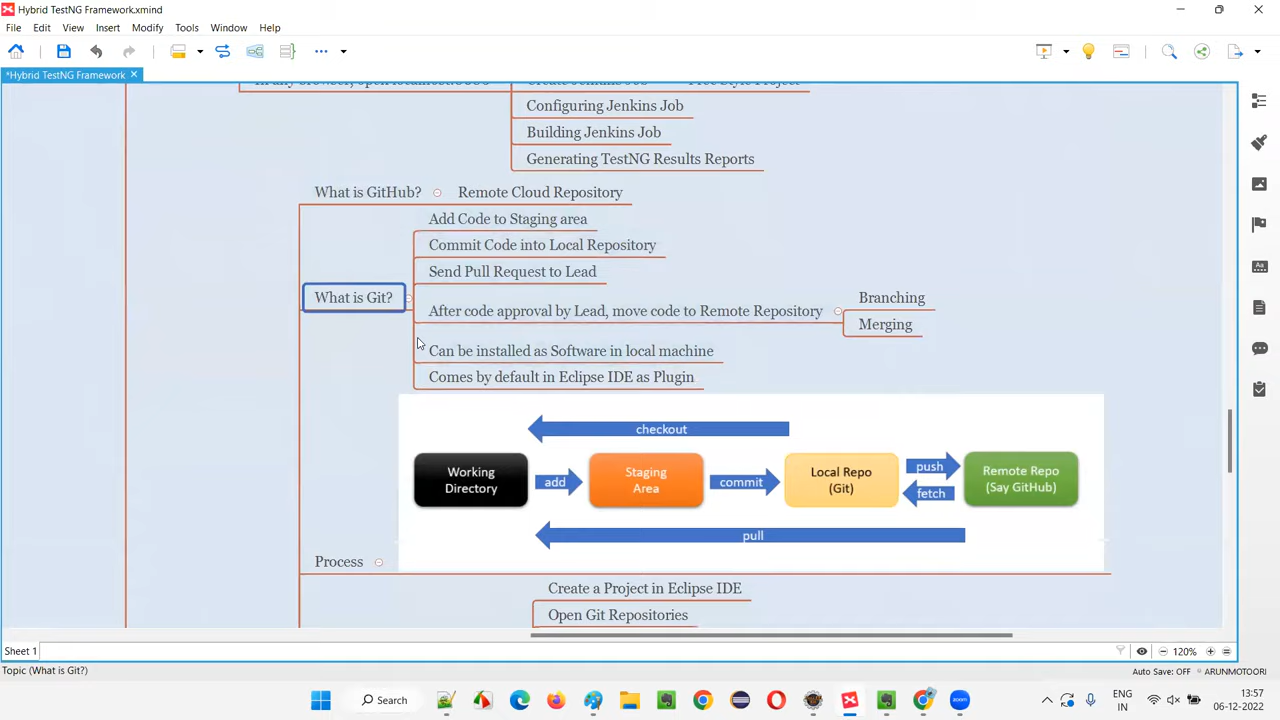 Hybrid TestNG Framework.xmind
File Edit View Insert Modify Tools Window Help
*Hybrid TestNG Framework
Configuring Jenkins Job
Building Jenkins Job
Generating TestNG Results Reports
What is GitHub? Remote Cloud Repository
Add Code to Staging area
Commit Code into Local Repository
Send Pull Request to Lead
What is Git?
After code approval by Lead, move code to Remote Repository
Branching
Merging
Can be installed as Software in local machine
Comes by default in Eclipse IDE as Plugin
checkout
Working
Directory
add
Staging
Area
commit
Local Repo
(Git)
push
fetch
Remote Repo
(Say GitHub)
pull
Process
Create a Project in Eclipse IDE
Open Git Repositories
Sheet 1
120%
Topic (What is Git?)
Auto Save: OFF
ARUNMOTOORI
Search
ENG
IN
13:57
06-12-2022